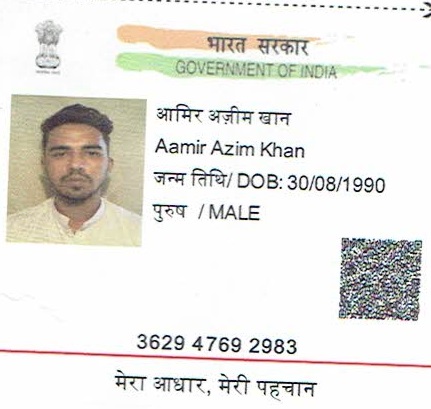 भारत सरकार
GOVERNMENT OF INDIA
आमिर अज़ीम खान
Aamir Azim Khan
जन्म तिथि/ DOB: 30/08/1990
पुरुष / MALE
3629 4769 2983
मेरा आधार, मेरी पहचान